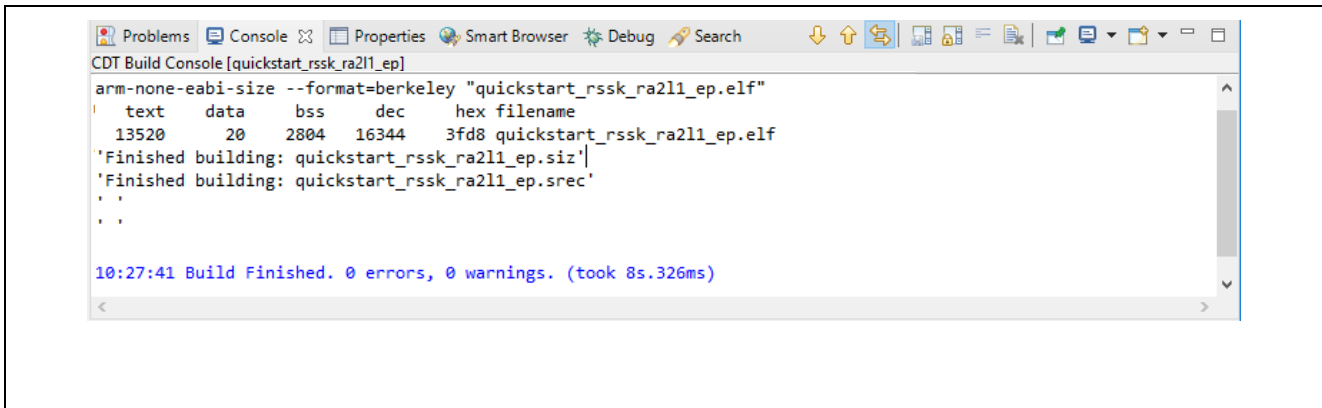 Problems Console Properties Smart Browser Debug Search
CDT Build Console [quickstart_rssk_ra2l1_ep]
arm-none-eabi-size --format=berkeley "quickstart_rssk_ra2l1_ep.elf"
text data bss dec hex filename
13520 20 2804 16344 3fd8 quickstart_rssk_ra2l1_ep.elf
'Finished building: quickstart_rssk_ra2l1_ep.siz'
'Finished building: quickstart_rssk_ra2l1_ep.srec'
' '
' '
10:27:41 Build Finished. 0 errors, 0 warnings. (took 8s.326ms)